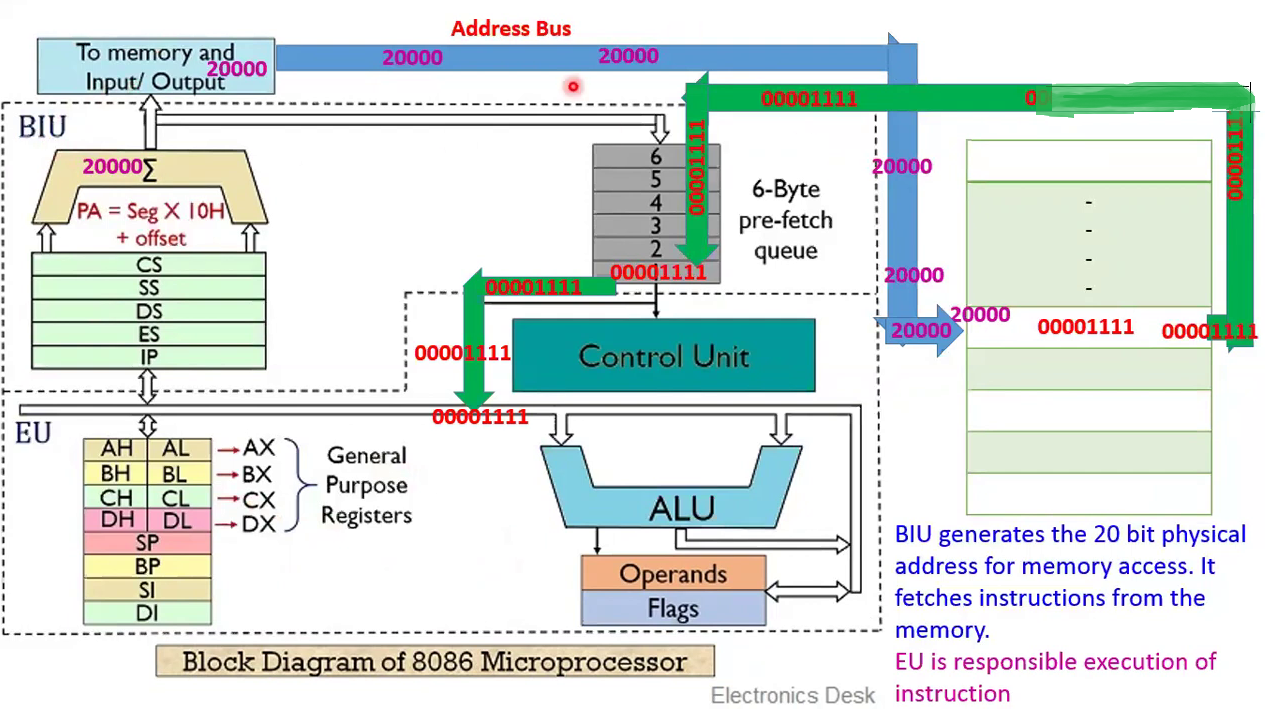 Address Bus
To memory and
Input/ Output
20000
20000
20000
00001111
00
BIU
20000
Σ
PA = Seg X 10H
+ offset
CS
SS
DS
ES
IP
6
5
4
3
2
00001111
00001111
6-Byte
pre-fetch
queue
00001111
00001111
00001111
Control Unit
20000
20000
20000
20000
-
-
-
-
00001111
00001111
0000111
EU
AH AL AX
BH BL BX
CH CL CX
DH DL DX
SP
BP
SI
DI
General
Purpose
Registers
ALU
Operands
Flags
Block Diagram of 8086 Microprocessor
Electronics Desk
BIU generates the 20 bit physical
address for memory access. It
fetches instructions from the
memory.
EU is responsible execution of
instruction